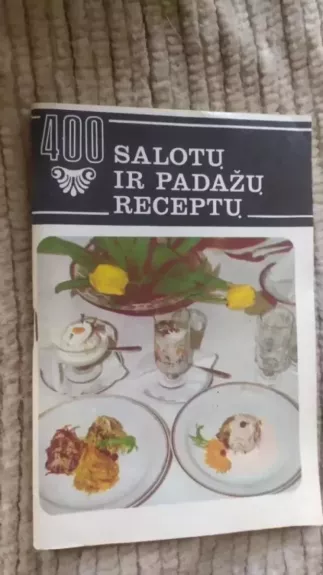 400
SALOTŲ
IR PADAŽŲ
RECEPTŲ